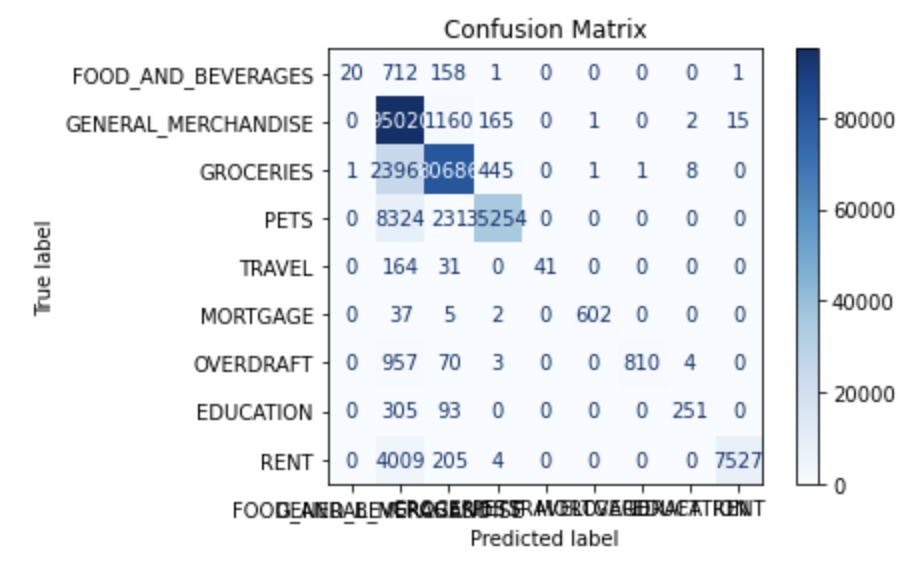 Confusion Matrix
FOOD_AND_BEVERAGES 20 712 158 1 0 0 0 0 1
GENERAL_MERCHANDISE 0 95020 1160 165 0 1 0 2 15
GROCERIES 1 80686 445 0 1 1 8 0
PETS 0 8324 231 35254 0 0 0 0 0
TRAVEL 0 164 31 0 41 0 0 0 0
MORTGAGE 0 37 5 2 0 602 0 0 0
OVERDRAFT 0 957 70 3 0 0 810 4 0
EDUCATION 0 305 93 0 0 0 0 251 0
RENT 0 4009 205 4 0 0 0 0 7527
RENT
Predicted label
True label
80000
60000
40000
20000
0